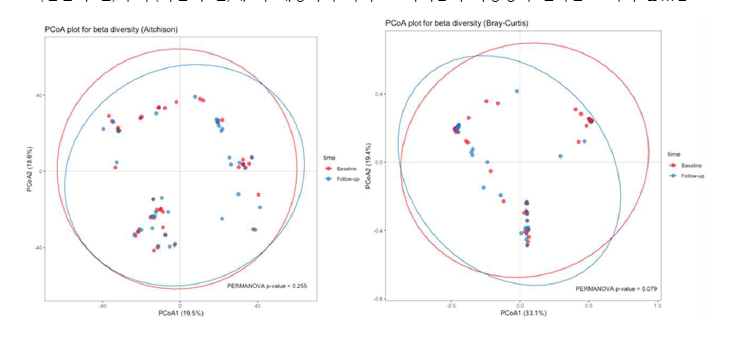 PCoA plot for beta diversity (Aitchison)
40
0
-40
PCoA2 (18.6%)
-40
0
40
PCoA1 (19.5%)
PERMANOVA p-value = 0.255
time
Baseline
Follow-up
PCoA plot for beta diversity (Bray-Curtis)
0.4
0.0
-0.4
-0.8
PCoA2 (19.4%)
-0.5
0.0
0.5
1.0
PCoA1 (33.1%)
PERMANOVA p-value = 0.079
time
Baseline
Follow-up